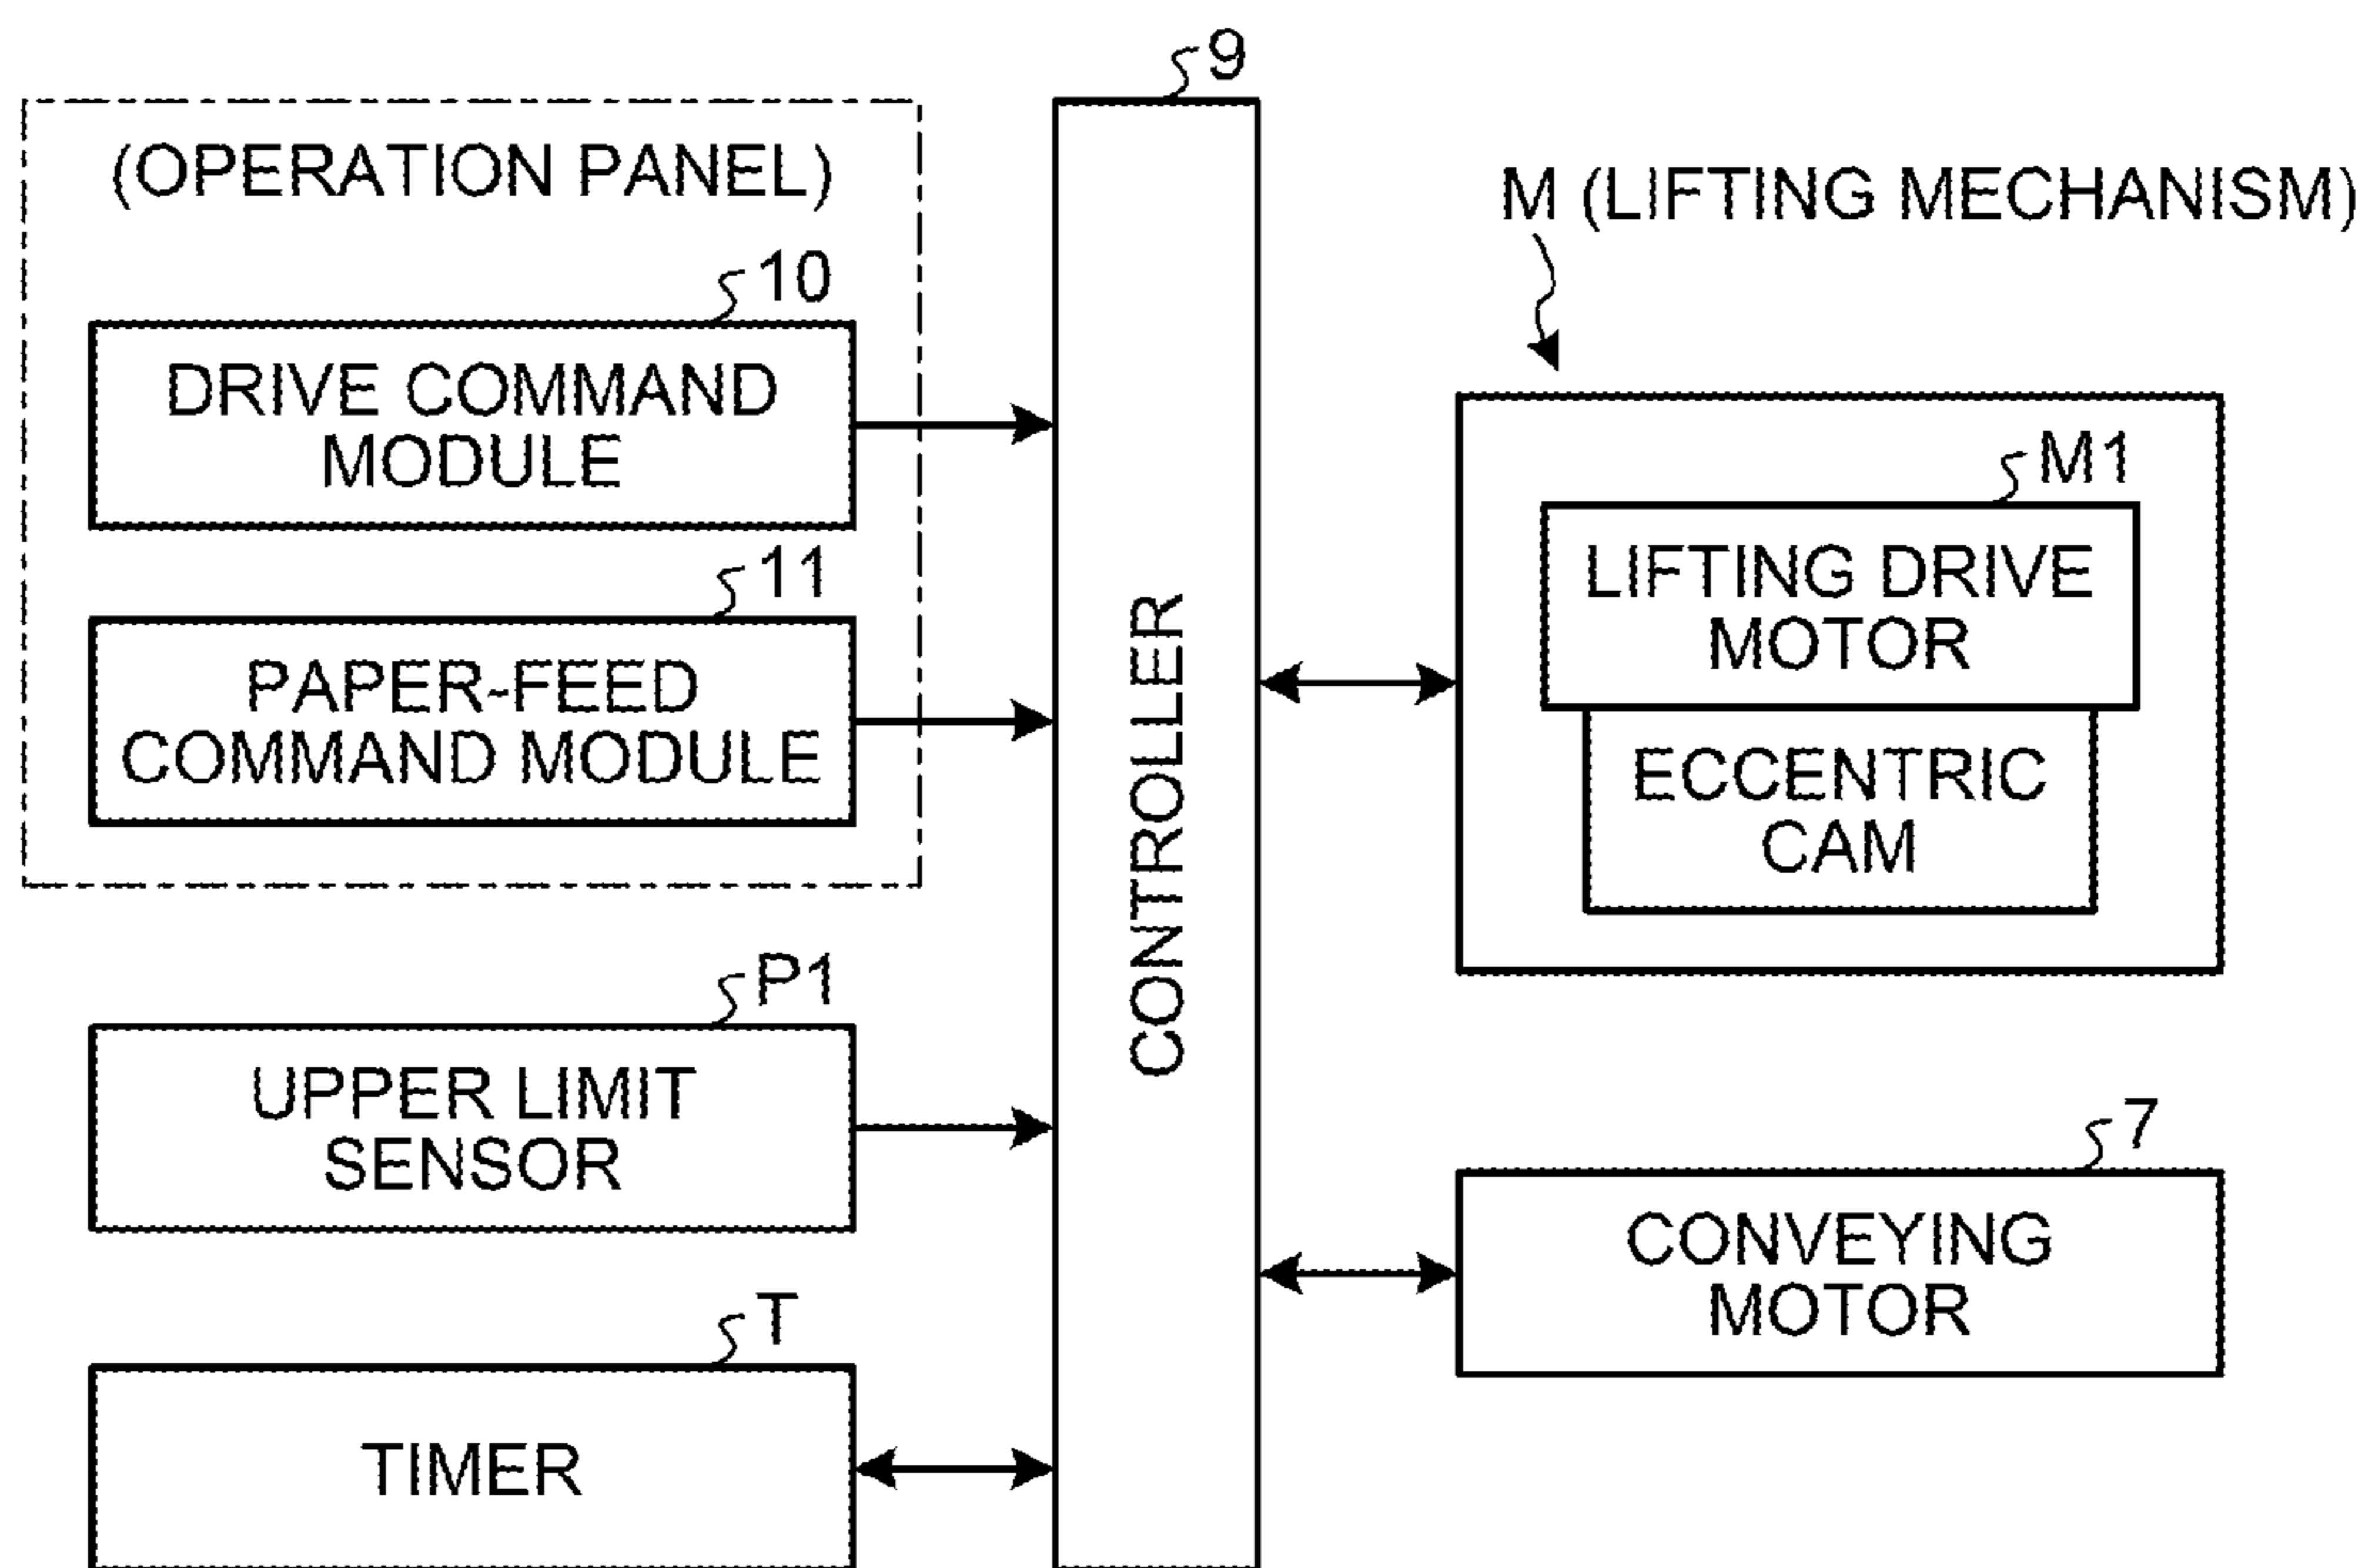 9
(OPERATION PANEL)
M (LIFTING MECHANISM)
10
DRIVE COMMAND
MODULE
11
PAPER-FEED
COMMAND MODULE
P1
UPPER LIMIT
SENSOR
T
TIMER
CONTROLLER
M1
LIFTING DRIVE
MOTOR
ECCENTRIC
CAM
7
CONVEYING
MOTOR